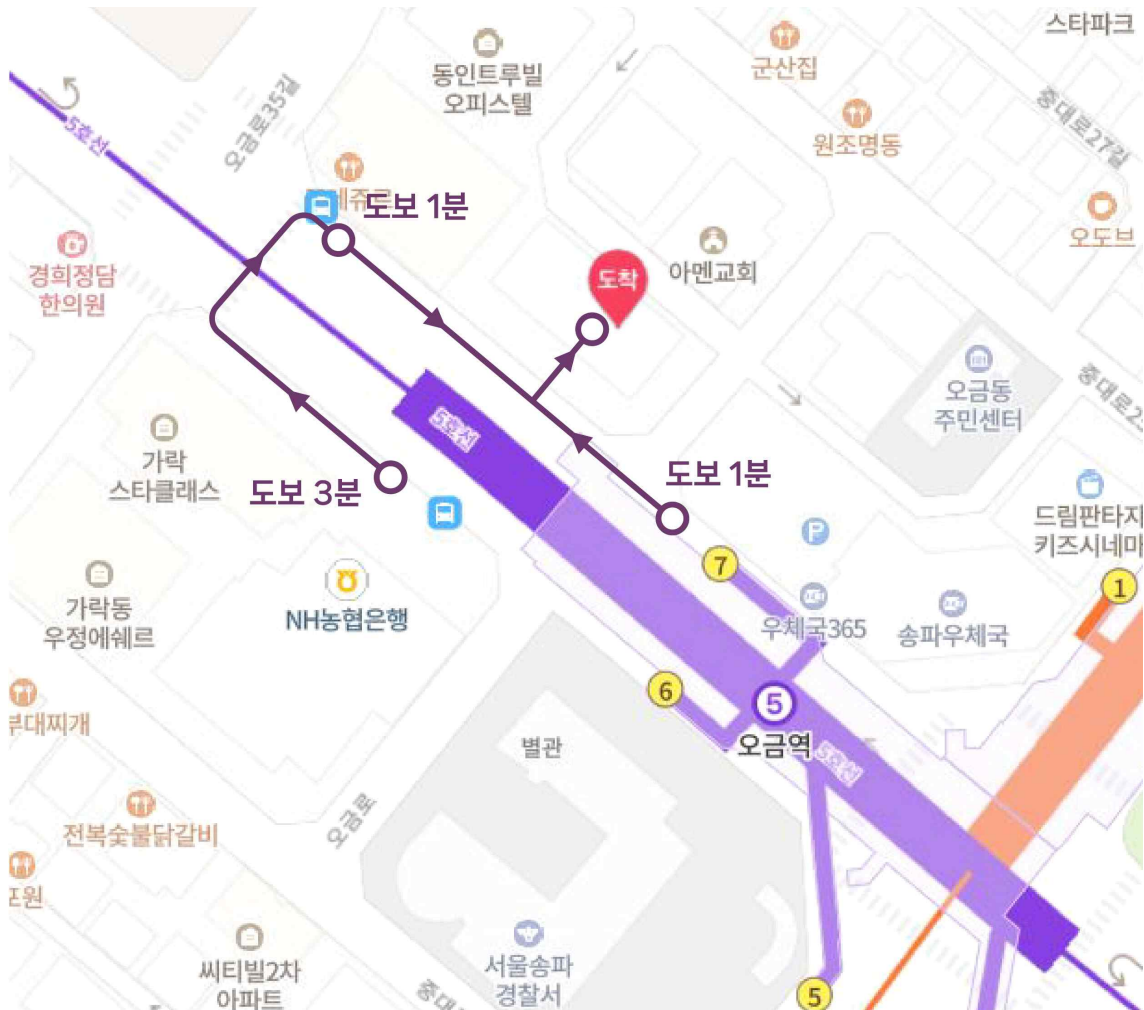 스타파크
동인트루빌
오피스텔
군산집
중대로27길
5호선
오금로35길
원조명동
도보 1분
오도브
경희정담
한의원
아멘교회
도착
오금동
주민센터
5호선
가락
스타클래스
도보 3분
도보 1분
P
드림판타지
키즈시네마
7
1
가락동
우정에쉐르
NH농협은행
우체국365
송파우체국
6
5
부대찌개
별관
오금역
5호선
오금로
전복숯불닭갈비
포원
씨티빌2차
아파트
서울송파
경찰서
5